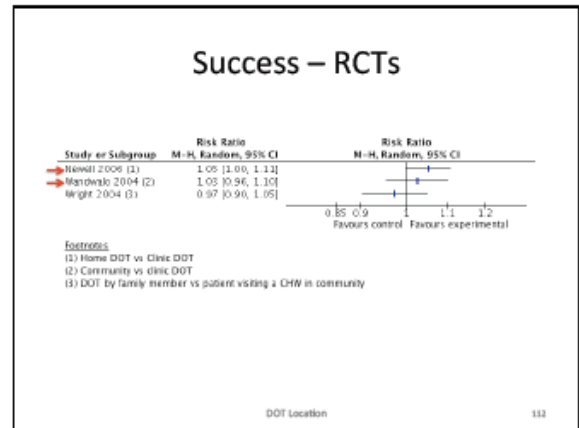 Success – RCTs
Risk Ratio Risk Ratio
Study or Subgroup M-H, Random, 95% CI M-H, Random, 95% CI
Newell 2006 (1) 1.05 [1.00, 1.11]
Wandwalo 2004 (2) 1.03 [0.96, 1.10]
Wright 2004 (3) 0.97 [0.90, 1.05]
0.85 0.9 1 1.1 1.2
Favours control Favours experimental
Footnotes
(1) Home DOT vs Clinic DOT
(2) Community vs clinic DOT
(3) DOT by family member vs patient visiting a CHW in community
DOT Location 112